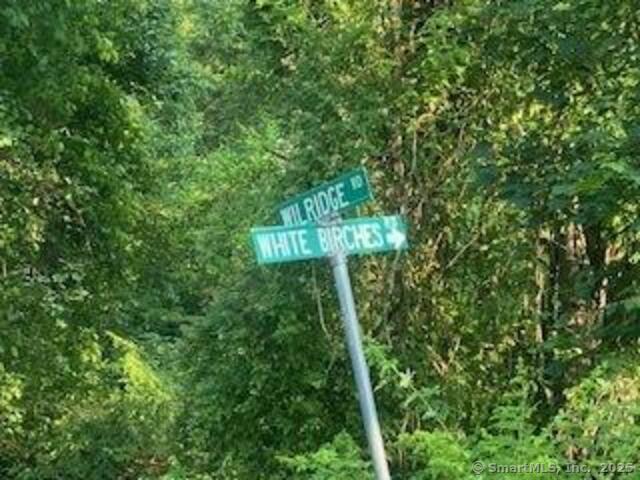 WILRIDGE RD
WHITE BIRCHES
© SmartMLS, Inc. 2025